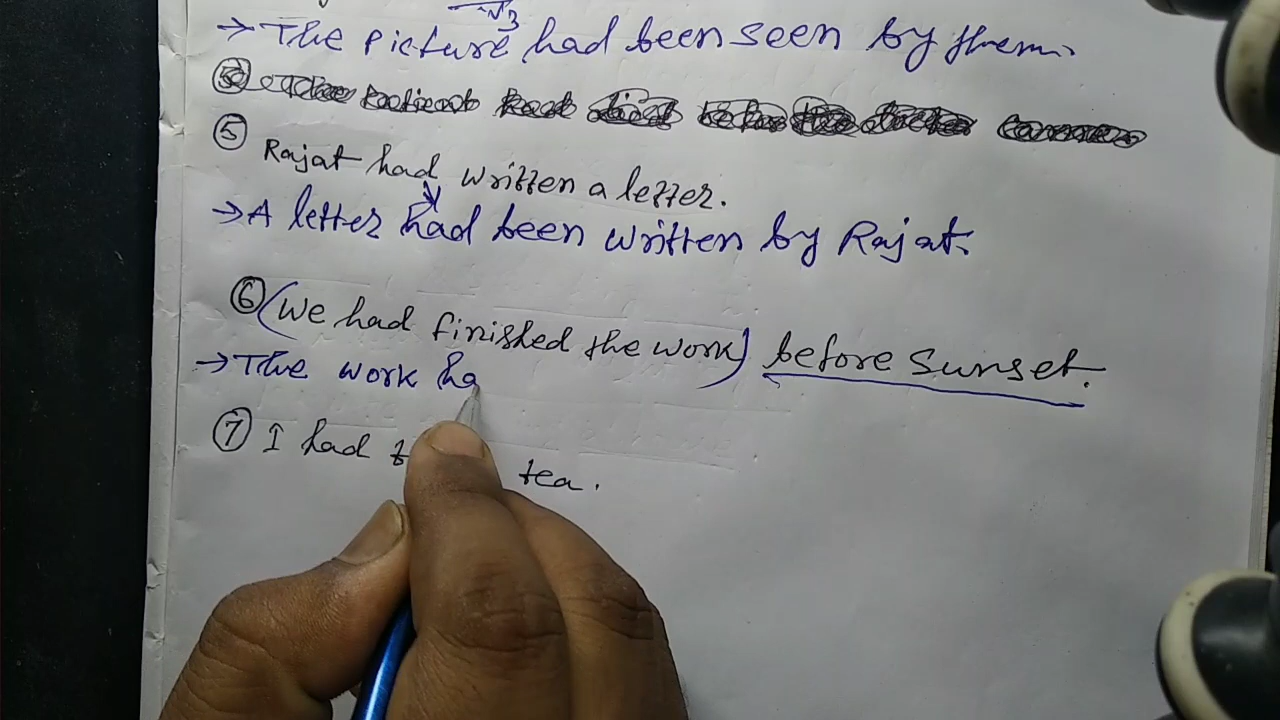 V3
→ The picture had been seen by them.
⑤ Rajat had written a letter.
→ A letter had been written by Rajat.
⑥ (We had finished the work) before Sunset.
→ The work ha
⑦ I had tea.